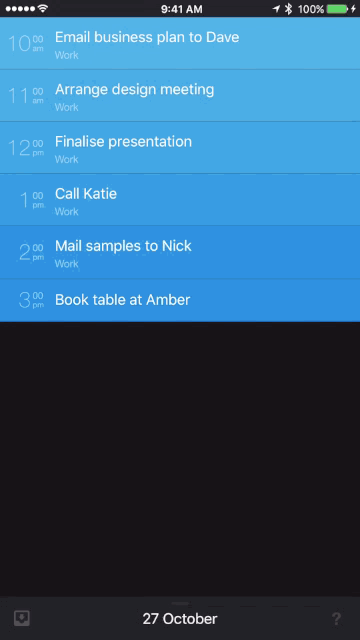 9:41 AM 100%
10 00 am Email business plan to Dave
Work
11 00 am Arrange design meeting
Work
12 00 pm Finalise presentation
Work
1 00 pm Call Katie
Work
2 00 pm Mail samples to Nick
Work
3 00 pm Book table at Amber
27 October ?